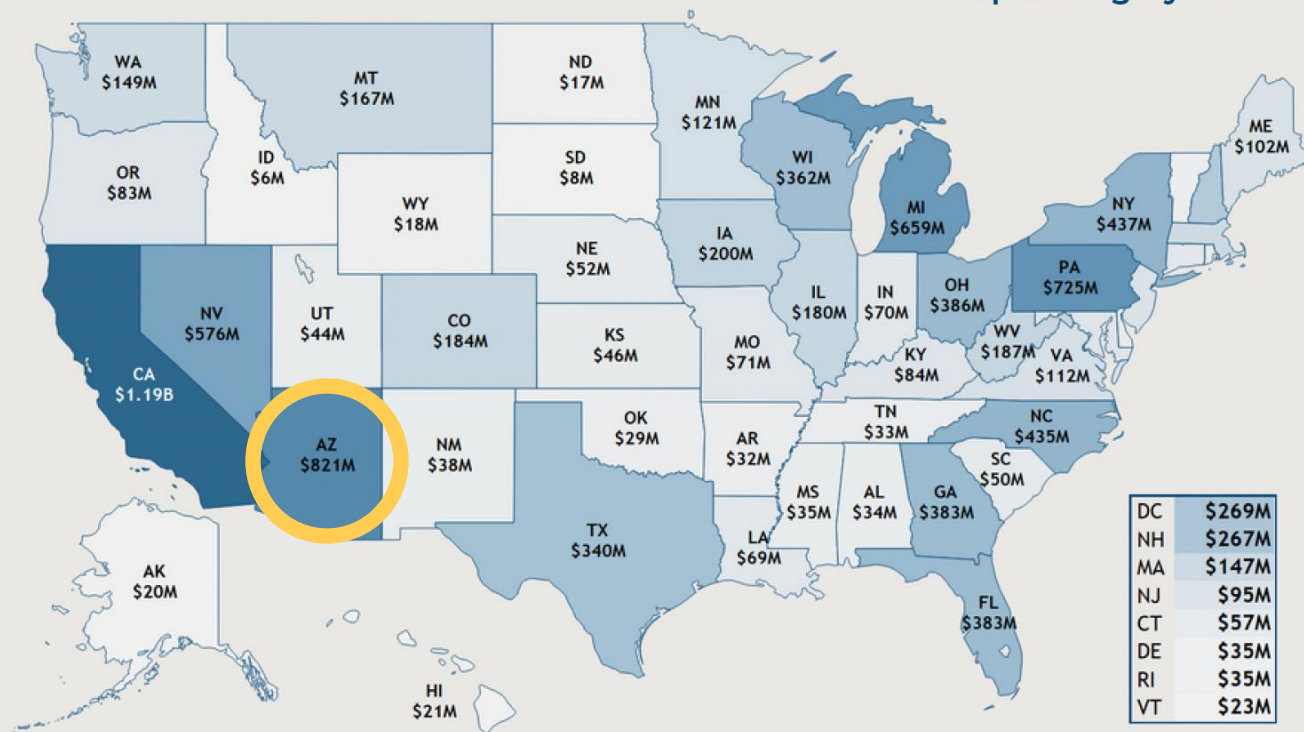 WA
$149M
MT
$167M
ND
$17M
MN
$121M
ME
$102M
OR
$83M
ID
$6M
SD
$8M
WI
$362M
WY
$18M
MI
$659M
NY
$437M
IA
$200M
NE
$52M
PA
$725M
NV
$576M
UT
$44M
CO
$184M
IL
$180M
IN
$70M
OH
$386M
KS
$46M
MO
$71M
WV
$187M
VA
$112M
KY
$84M
CA
$1.19B
AZ
$821M
NM
$38M
OK
$29M
AR
$32M
TN
$33M
NC
$435M
SC
$50M
MS
$35M
AL
$34M
GA
$383M
TX
$340M
LA
$69M
FL
$383M
AK
$20M
HI
$21M
DC $269M
NH $267M
MA $147M
NJ $95M
CT $57M
DE $35M
RI $35M
VT $23M